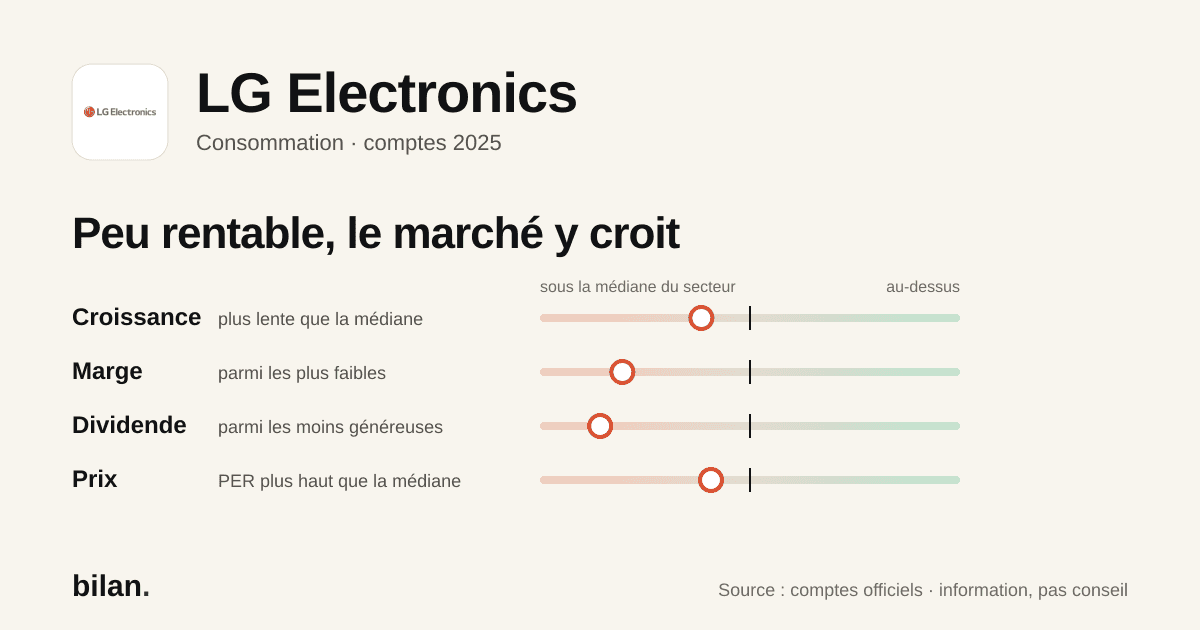 LG Electronics
LG Electronics
Consommation · comptes 2025
Peu rentable, le marché y croit
sous la médiane du secteur au-dessus
Croissance plus lente que la médiane
Marge parmi les plus faibles
Dividende parmi les moins généreuses
Prix PER plus haut que la médiane
bilan.
Source : comptes officiels · information, pas conseil